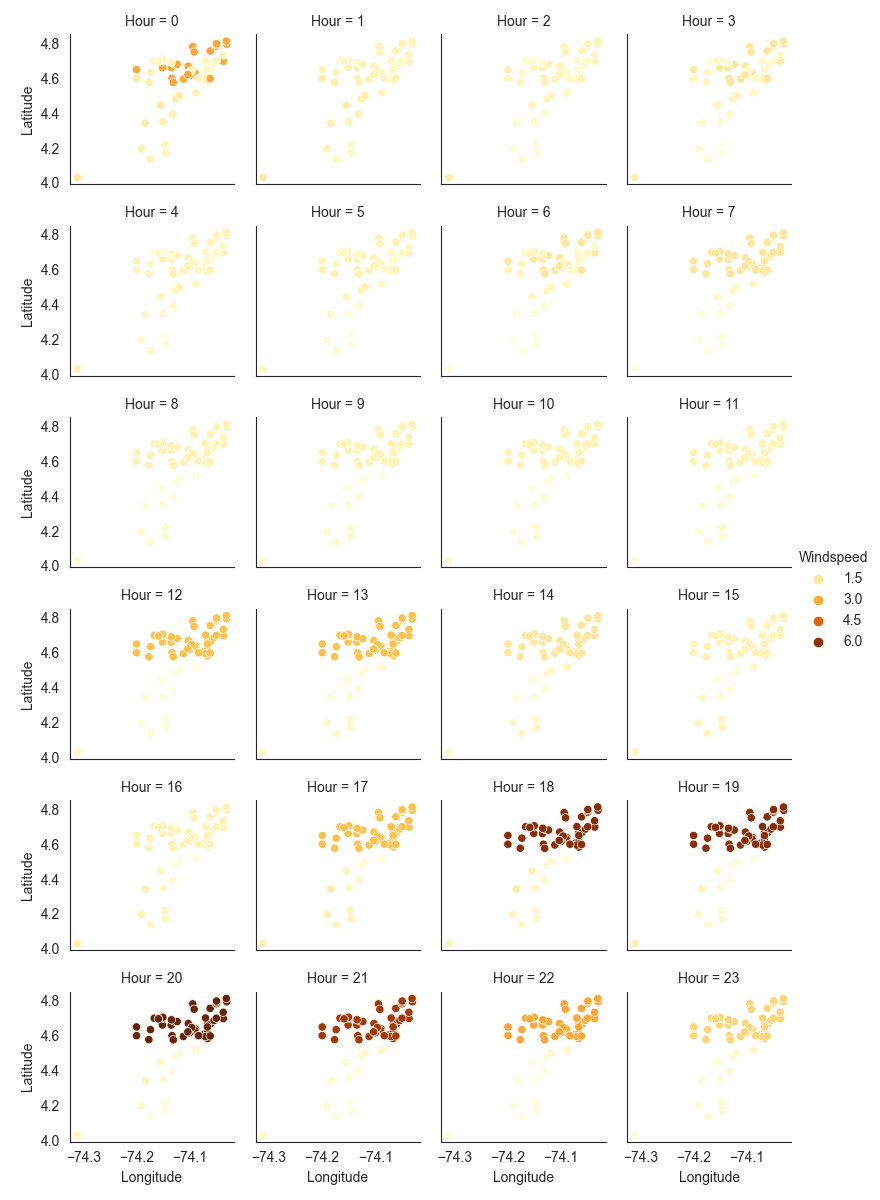 Hour = 0
Hour = 1
Hour = 2
Hour = 3
4.8
4.6
4.4
4.2
4.0
Latitude
Hour = 4
Hour = 5
Hour = 6
Hour = 7
4.8
4.6
4.4
4.2
4.0
Latitude
Hour = 8
Hour = 9
Hour = 10
Hour = 11
4.8
4.6
4.4
4.2
4.0
Latitude
Windspeed
1.5
3.0
4.5
6.0
Hour = 12
Hour = 13
Hour = 14
Hour = 15
4.8
4.6
4.4
4.2
4.0
Latitude
Hour = 16
Hour = 17
Hour = 18
Hour = 19
4.8
4.6
4.4
4.2
4.0
Latitude
Hour = 20
Hour = 21
Hour = 22
Hour = 23
4.8
4.6
4.4
4.2
4.0
Latitude
−74.3 −74.2 −74.1
Longitude
−74.3 −74.2 −74.1
Longitude
−74.3 −74.2 −74.1
Longitude
−74.3 −74.2 −74.1
Longitude